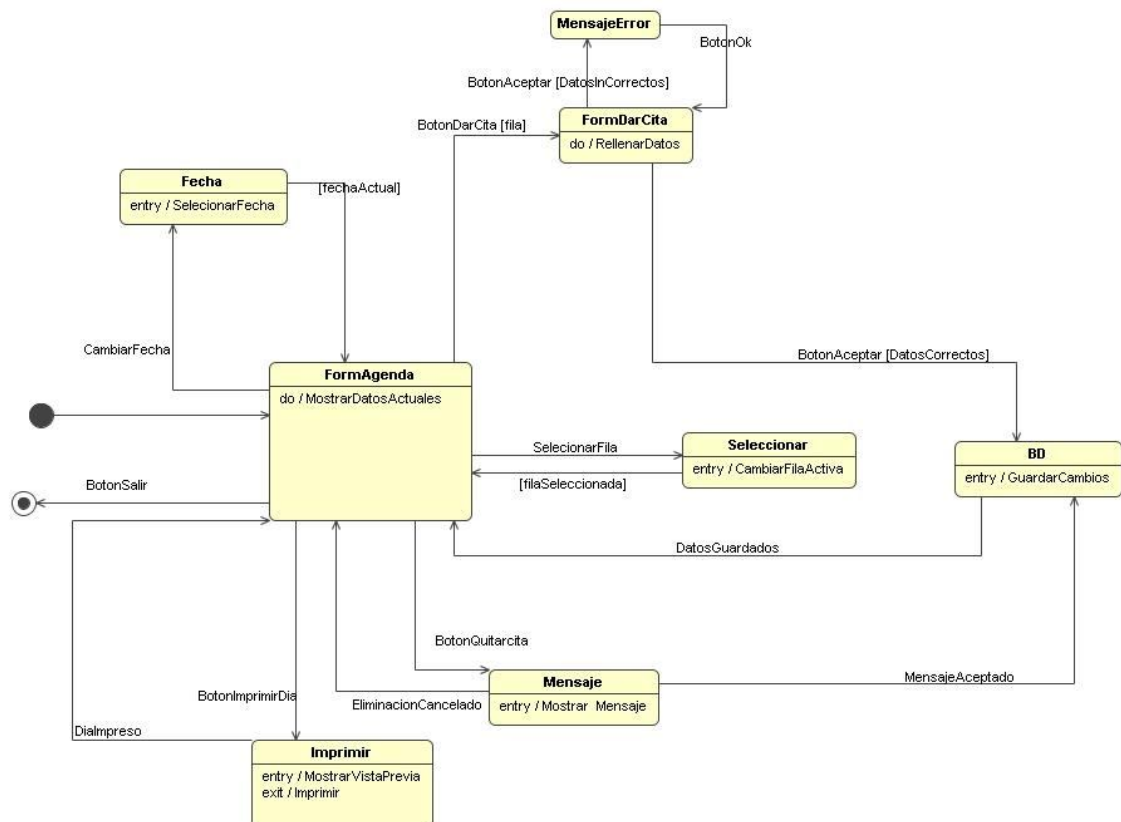 MensajeError
BotonOk
BotonAceptar [DatosInCorrectos]
FormDarCita
do / RellenarDatos
BotonDarCita [fila]
Fecha
entry / SelecionarFecha
[fechaActual]
CambiarFecha
BotonAceptar [DatosCorrectos]
FormAgenda
do / MostrarDatosActuales
SelecionarFila
Seleccionar
entry / CambiarFilaActiva
[filaSeleccionada]
BD
entry / GuardarCambios
BotonSalir
DatosGuardados
BotonQuitarcita
Mensaje
entry / Mostrar Mensaje
MensajeAceptado
BotonImprimirDia
EliminacionCancelado
DiaImpreso
Imprimir
entry / MostrarVistaPrevia
exit / Imprimir